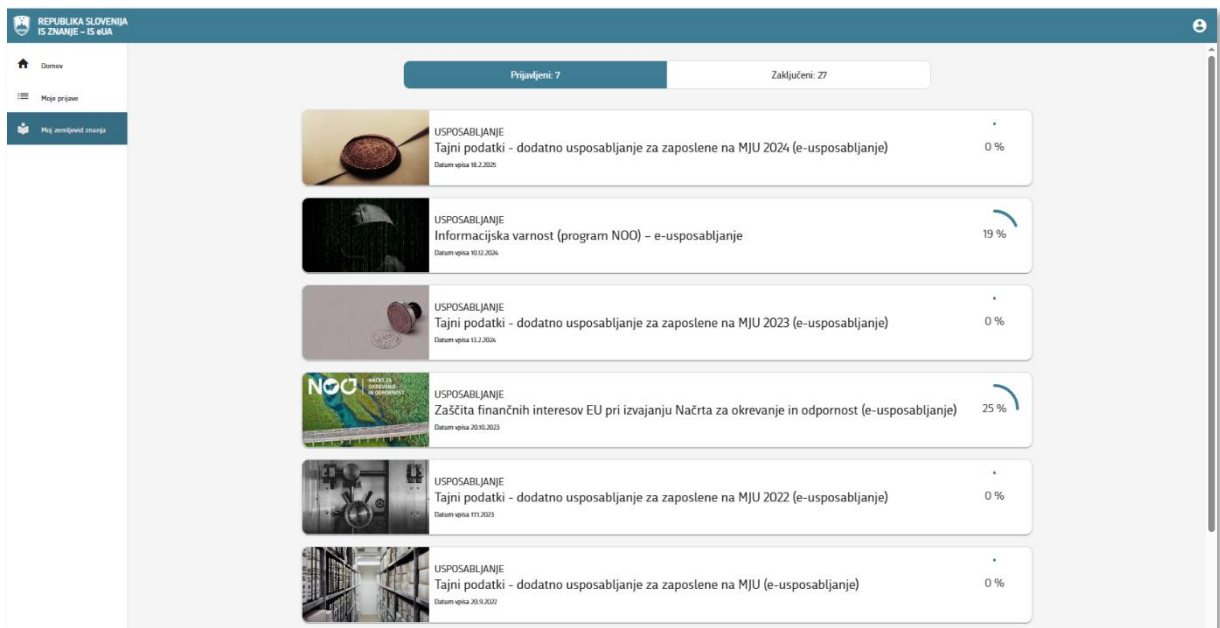 REPUBLIKA SLOVENIJA
IS ZNANJE – IS eUA
Domov
Moje prijave
Moj zemljevid znanja
Prijavljeni: 7
Zaključeni: 27
USPOSABLJANJE
Tajni podatki - dodatno usposabljanje za zaposlene na MJU 2024 (e-usposabljanje)
Datum vpisa 18.2.2025
0 %
USPOSABLJANJE
Informacijska varnost (program NOO) – e-usposabljanje
Datum vpisa 10.12.2024
19 %
USPOSABLJANJE
Tajni podatki - dodatno usposabljanje za zaposlene na MJU 2023 (e-usposabljanje)
Datum vpisa 13.2.2024
0 %
NOO
NAČRT ZA
OKREVANJE
IN ODPORNOST
USPOSABLJANJE
Zaščita finančnih interesov EU pri izvajanju Načrta za okrevanje in odpornost (e-usposabljanje)
Datum vpisa 20.10.2023
25 %
USPOSABLJANJE
Tajni podatki - dodatno usposabljanje za zaposlene na MJU 2022 (e-usposabljanje)
Datum vpisa 17.1.2023
0 %
USPOSABLJANJE
Tajni podatki - dodatno usposabljanje za zaposlene na MJU (e-usposabljanje)
Datum vpisa 20.9.2022
0 %